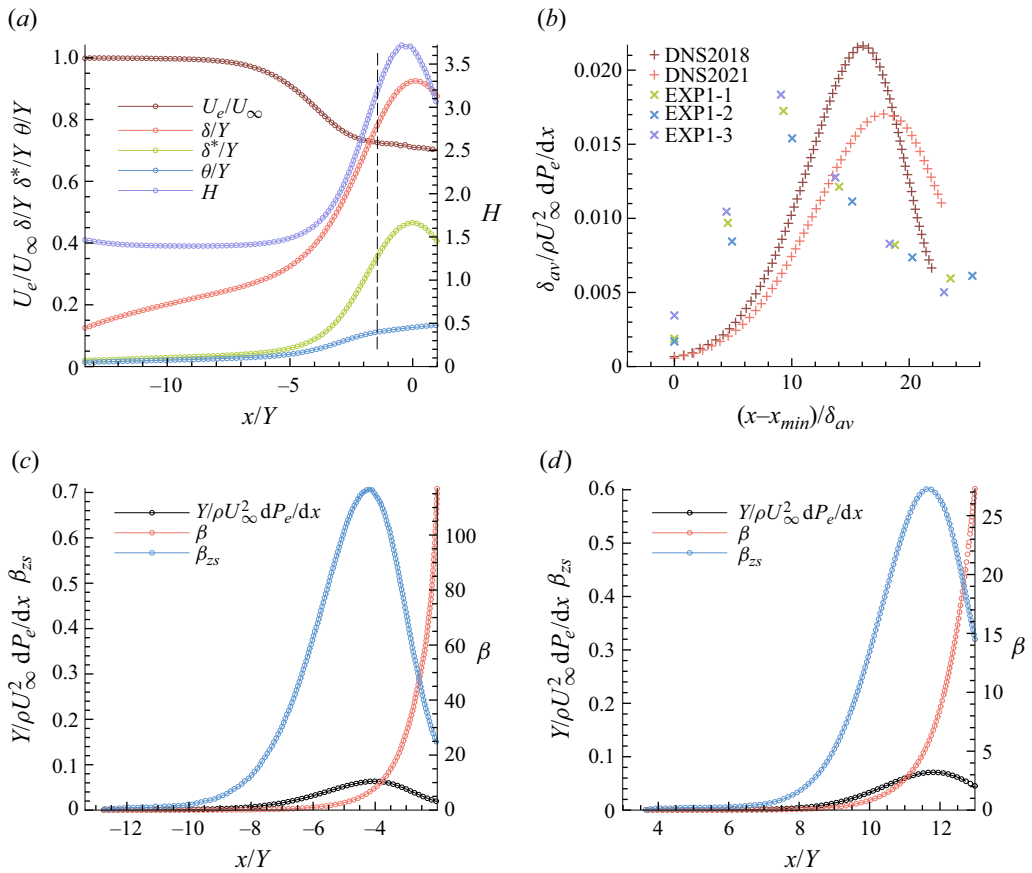 (a)
1.0
0.8
0.6
0.4
0.2
0
3.5
3.0
2.5
2.0
1.5
1.0
0.5
0
U_e/U_∞
δ/Y
δ*/Y
θ/Y
H
U_e/U_∞ δ/Y δ*/Y θ/Y
H
–10
–5
0
x/Y
(b)
0.020
0.015
0.010
0.005
0
DNS2018
DNS2021
EXP1-1
EXP1-2
EXP1-3
δ_av/ρU²_∞ dP_e/dx
0
10
20
(x–x_min)/δ_av
(c)
0.7
0.6
0.5
0.4
0.3
0.2
0.1
0
100
80
60
40
20
0
Y/ρU²_∞ dP_e/dx
β
β_zs
Y/ρU²_∞ dP_e/dx β_zs
β
–12
–10
–8
–6
–4
x/Y
(d)
0.6
0.5
0.4
0.3
0.2
0.1
0
25
20
15
10
5
0
Y/ρU²_∞ dP_e/dx
β
β_zs
Y/ρU²_∞ dP_e/dx β_zs
β
4
6
8
10
12
x/Y